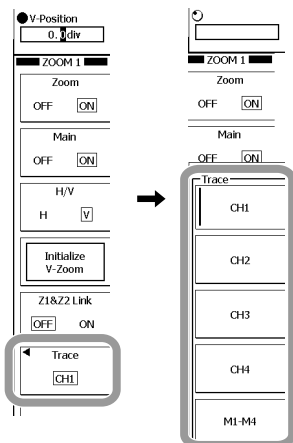 V-Position
0.0div
ZOOM 1
Zoom
OFF ON
Main
OFF ON
H/V
H V
Initialize
V-Zoom
Z1&Z2 Link
OFF ON
Trace
CH1
ZOOM 1
Zoom
OFF ON
Main
OFF ON
Trace
CH1
CH2
CH3
CH4
M1-M4